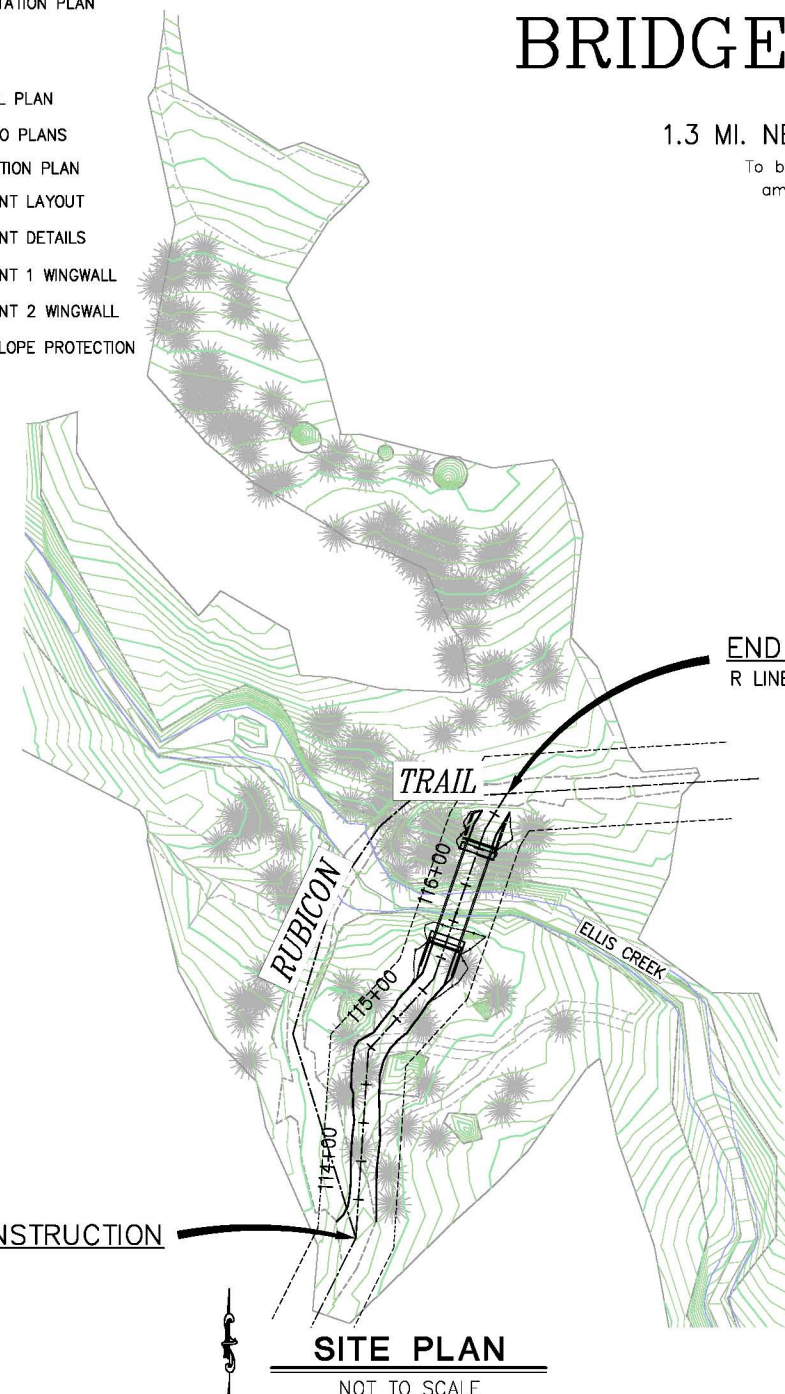 TATION PLAN
BRIDGE
L PLAN
O PLANS
TION PLAN
NT LAYOUT
NT DETAILS
NT 1 WINGWALL
NT 2 WINGWALL
LOPE PROTECTION
1.3 MI. NE
To b
am
END
R LINE
TRAIL
116+00
RUBICON
ELLIS CREEK
115+00
114+00
NSTRUCTION
SITE PLAN
NOT TO SCALE